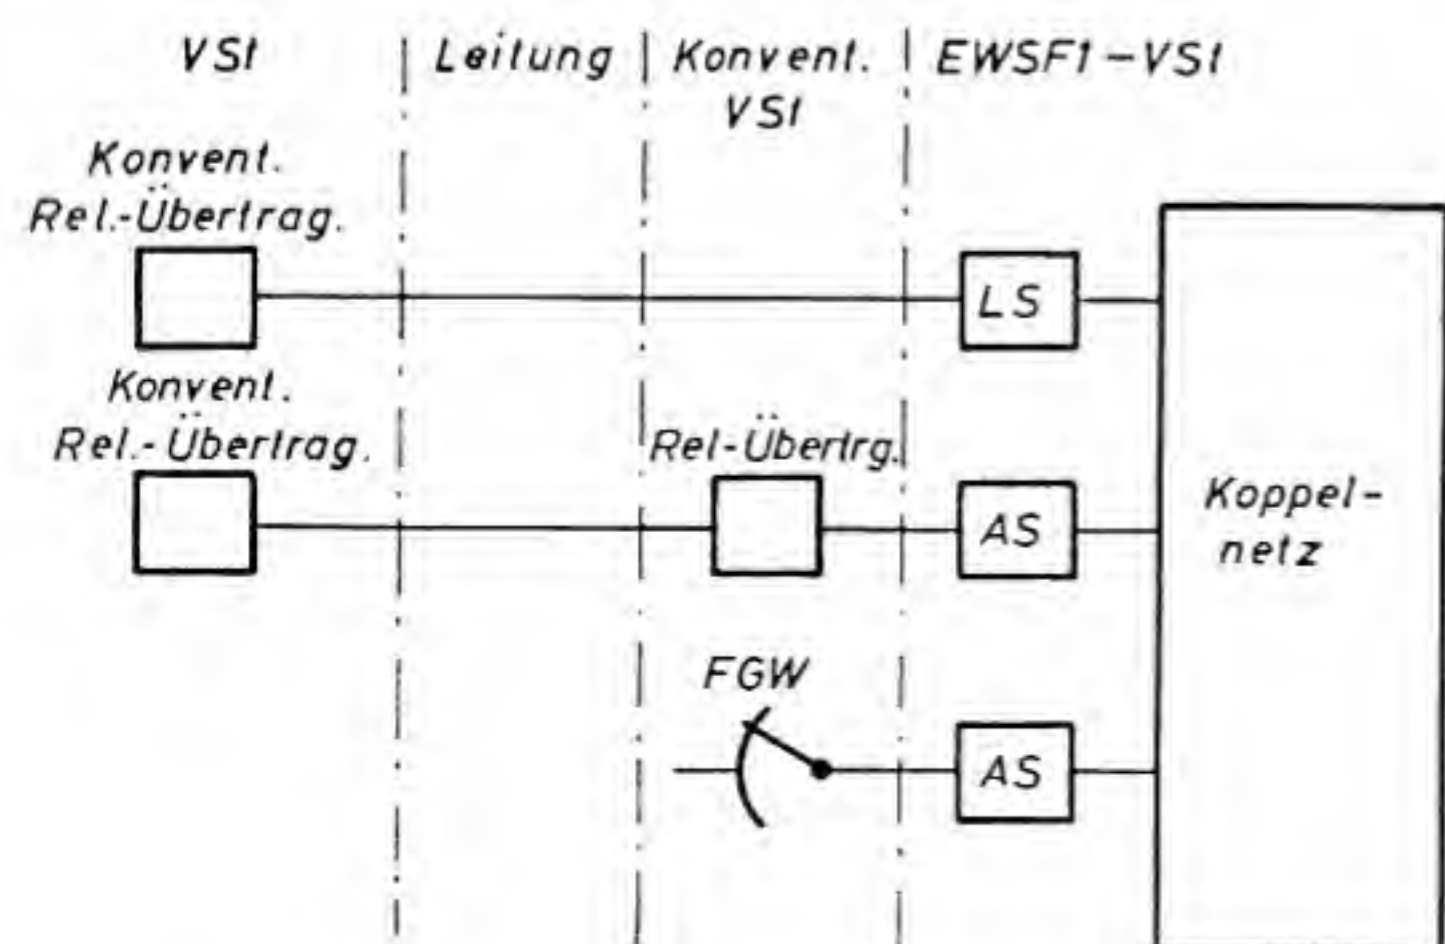 VSt
Leitung
Konvent.
VSt
EWSF1-VSt
Konvent.
Rel.-Übertrag.
LS
Konvent.
Rel.-Übertrag.
Rel-Übertrg.
AS
Koppel-
netz
FGW
AS